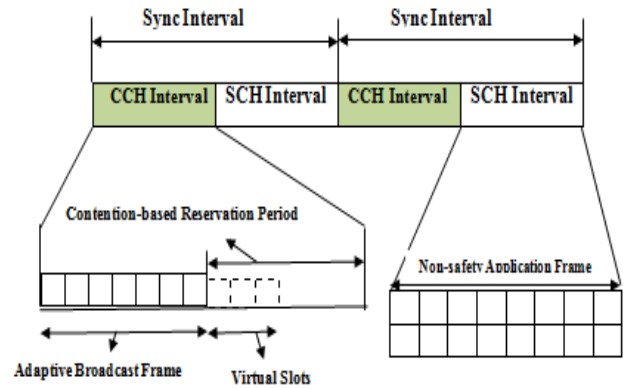 Sync Interval
Sync Interval
CCH Interval
SCH Interval
CCH Interval
SCH Interval
Contention-based Reservation Period
Non-safety Application Frame
Adaptive Broadcast Frame
Virtual Slots